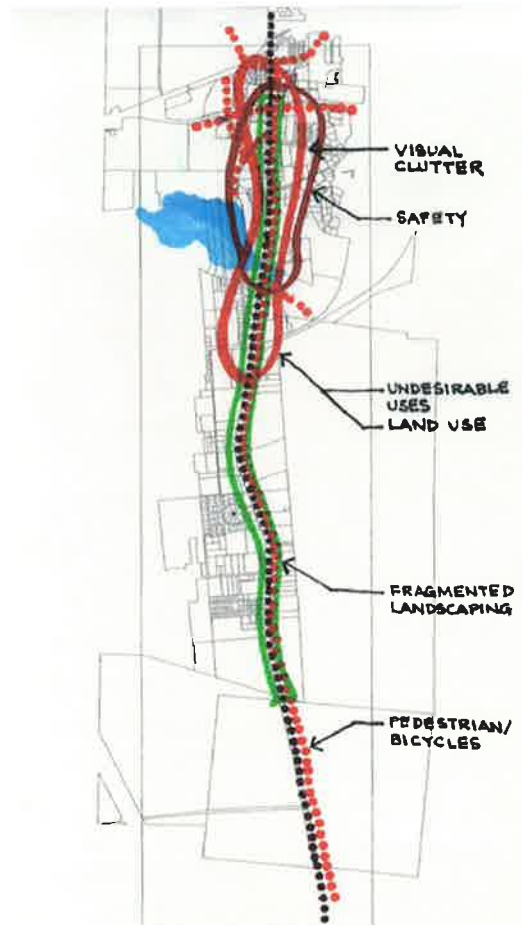 VISUAL
CLUTTER
SAFETY
UNDESIRABLE
USES
LAND USE
FRAGMENTED
LANDSCAPING
PEDESTRIAN/
BICYCLES